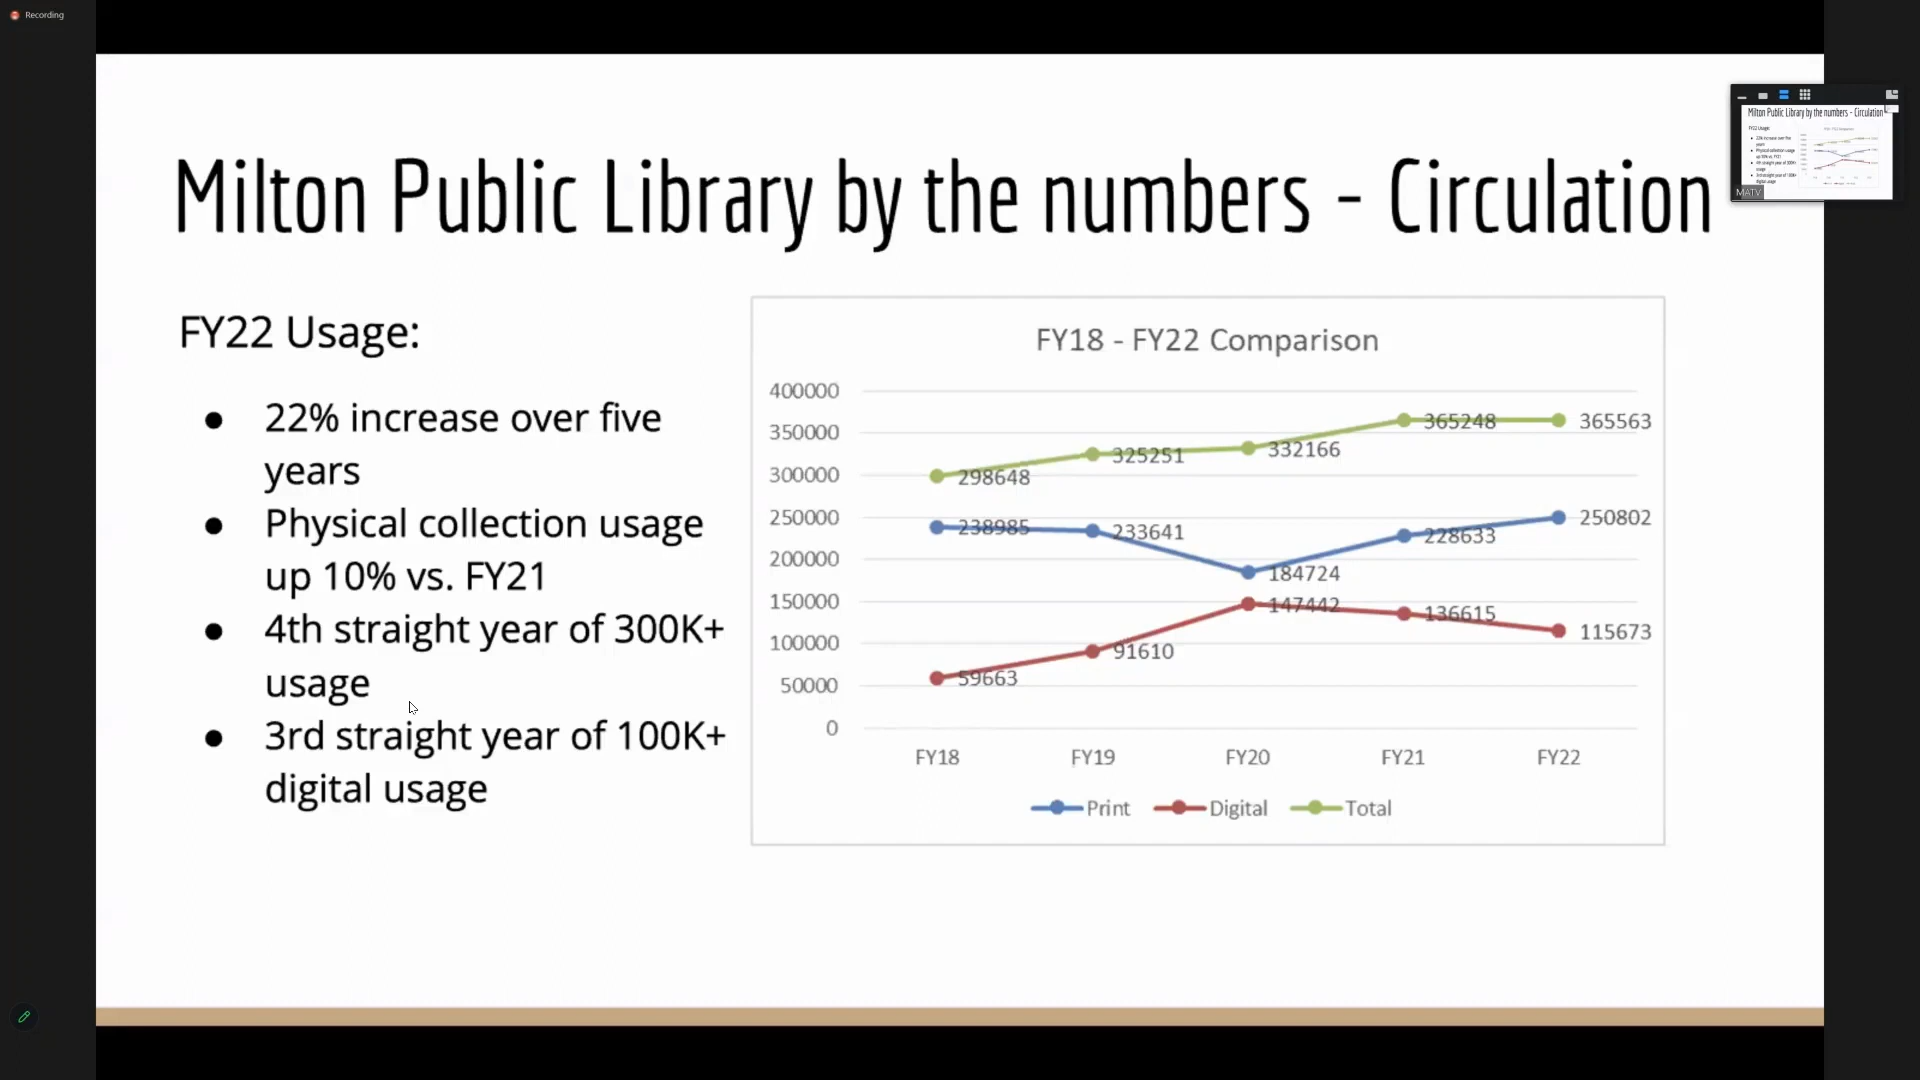 Recording
Milton Public Library by the numbers - Circulation
FY22 Usage:
● 22% increase over five
years
● Physical collection usage
up 10% vs. FY21
● 4th straight year of 300K+
usage
● 3rd straight year of 100K+
digital usage
FY18 - FY22 Comparison
400000
350000
300000
250000
200000
150000
100000
50000
0
298648 325251 332166 365248 365563
238985 233641 184724 228633 250802
59663 91610 147442 136615 115673
FY18 FY19 FY20 FY21 FY22
Print Digital Total
Milton Public Library by the numbers - Circulation
FY22 Usage:
MATV